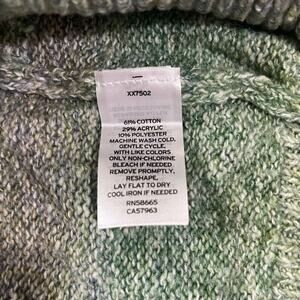 XX7502
61% COTTON
29% ACRYLIC
10% POLYESTER
MACHINE WASH COLD,
GENTLE CYCLE,
WITH LIKE COLORS
ONLY NON-CHLORINE
BLEACH IF NEEDED
REMOVE PROMPTLY,
RESHAPE,
LAY FLAT TO DRY
COOL IRON IF NEEDED
RN58665
CA57963